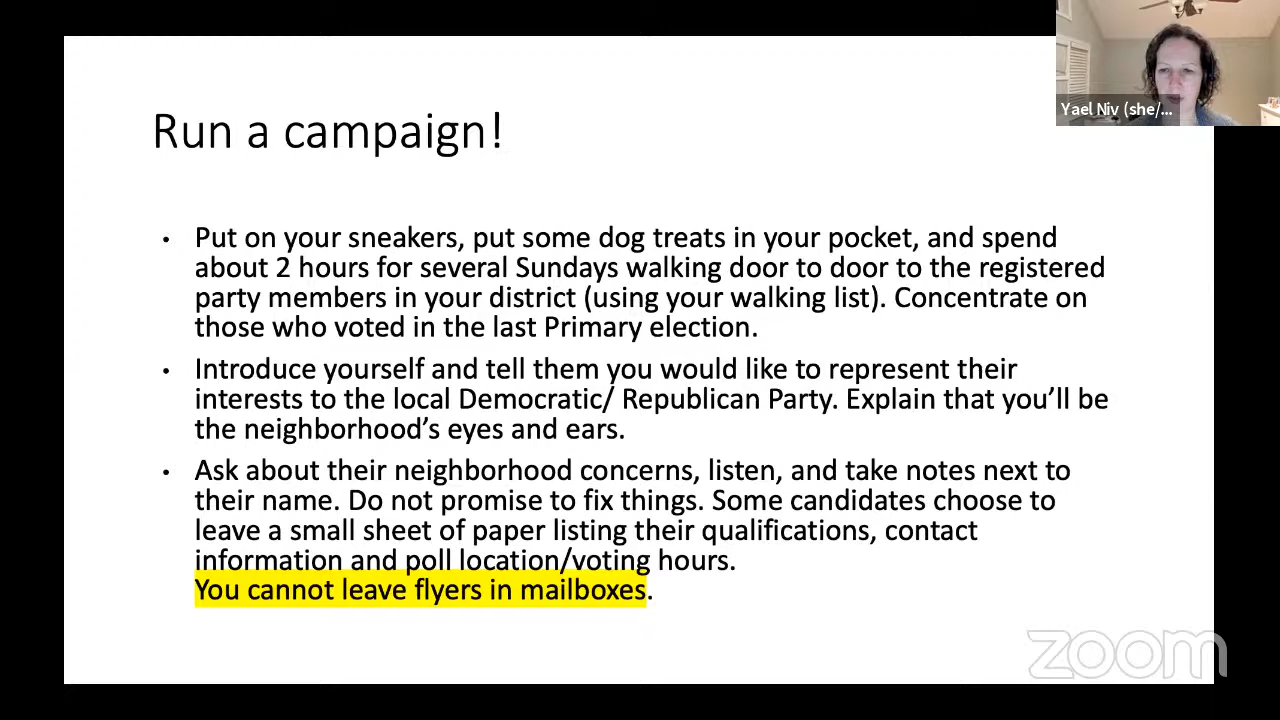 Yael Niv (she/...
Run a campaign!
• Put on your sneakers, put some dog treats in your pocket, and spend
about 2 hours for several Sundays walking door to door to the registered
party members in your district (using your walking list). Concentrate on
those who voted in the last Primary election.
• Introduce yourself and tell them you would like to represent their
interests to the local Democratic/ Republican Party. Explain that you’ll be
the neighborhood’s eyes and ears.
• Ask about their neighborhood concerns, listen, and take notes next to
their name. Do not promise to fix things. Some candidates choose to
leave a small sheet of paper listing their qualifications, contact
information and poll location/voting hours.
You cannot leave flyers in mailboxes.
zoom